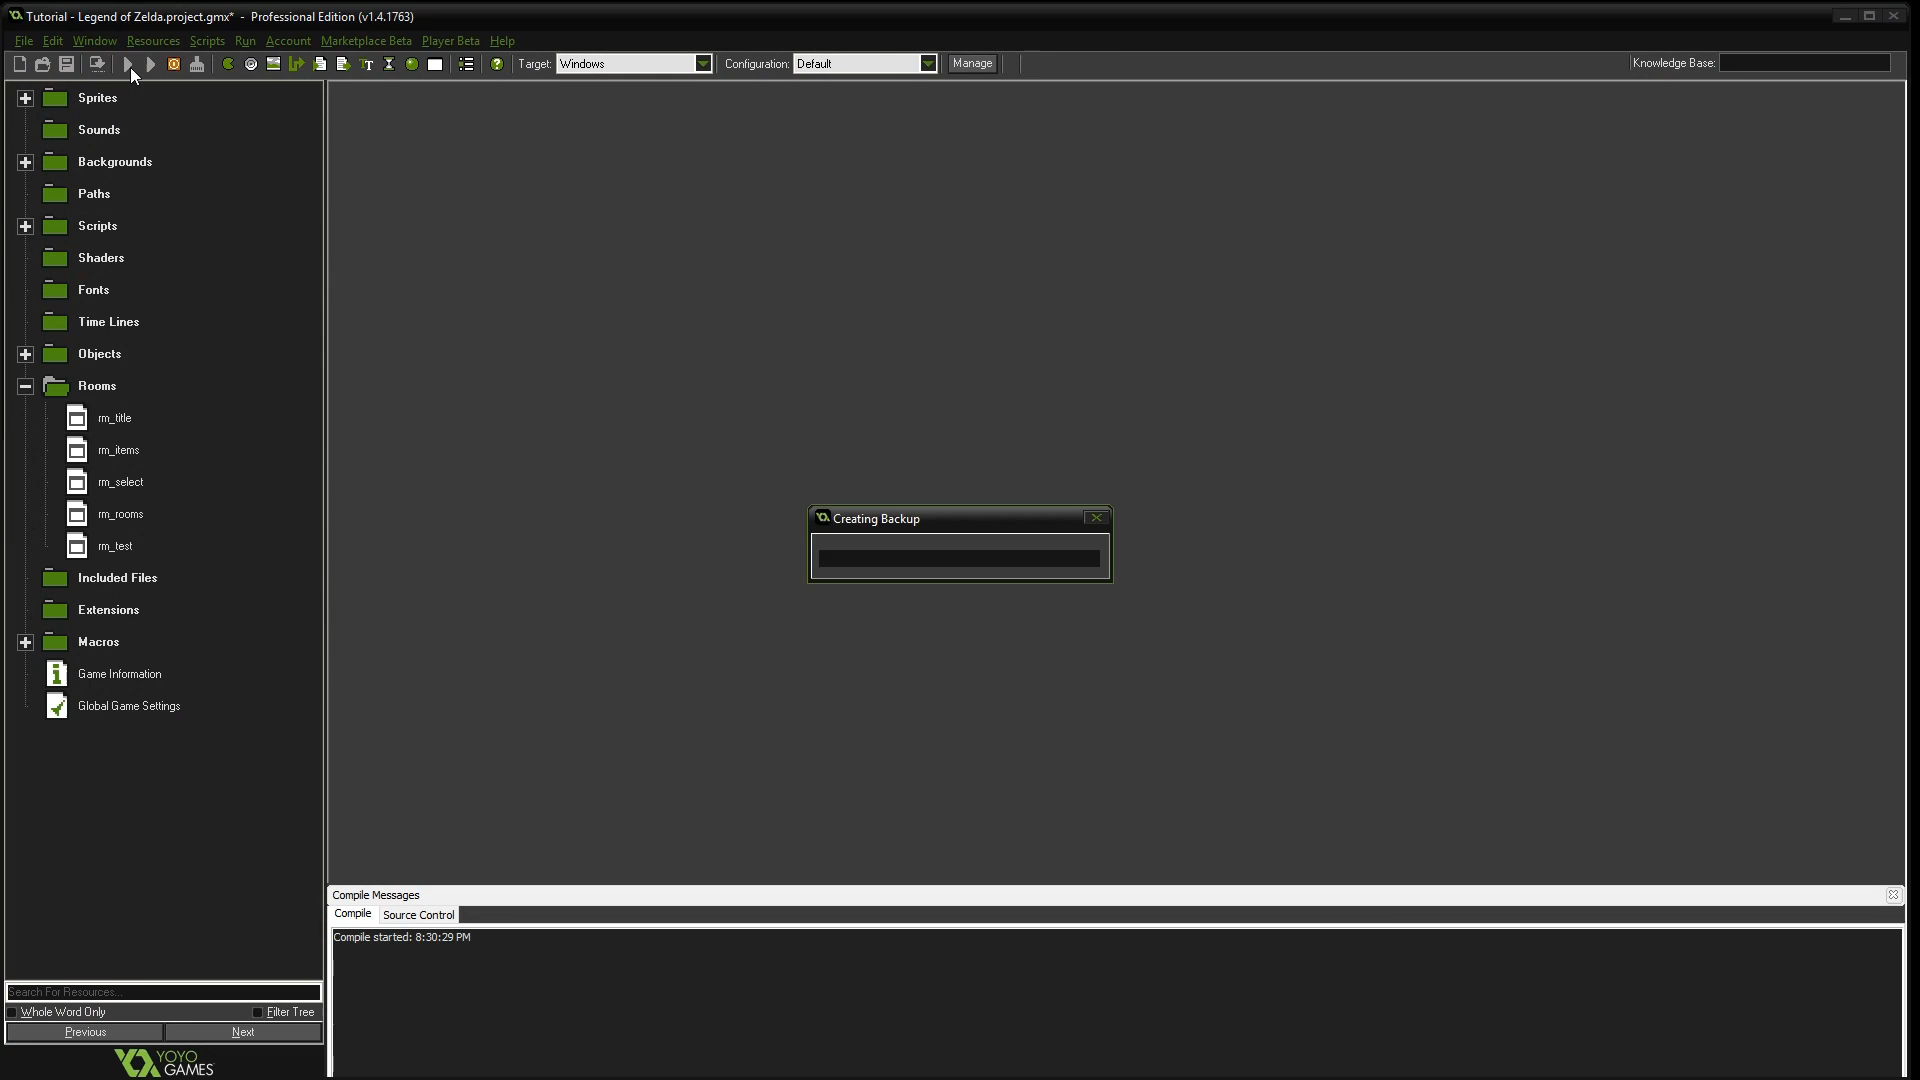 Tutorial - Legend of Zelda.project.gmx* - Professional Edition (v1.4.1763)
File Edit Window Resources Scripts Run Account Marketplace Beta Player Beta Help
Target: Windows Configuration: Default Manage Knowledge Base:
Sprites
Sounds
Backgrounds
Paths
Scripts
Shaders
Fonts
Time Lines
Objects
Rooms
rm_title
rm_items
rm_select
rm_rooms
rm_test
Included Files
Extensions
Macros
Game Information
Global Game Settings
Creating Backup
Compile Messages
Compile Source Control
Compile started: 8:30:29 PM
Search For Resources...
Whole Word Only Filter Tree
Previous Next
YOYO
GAMES